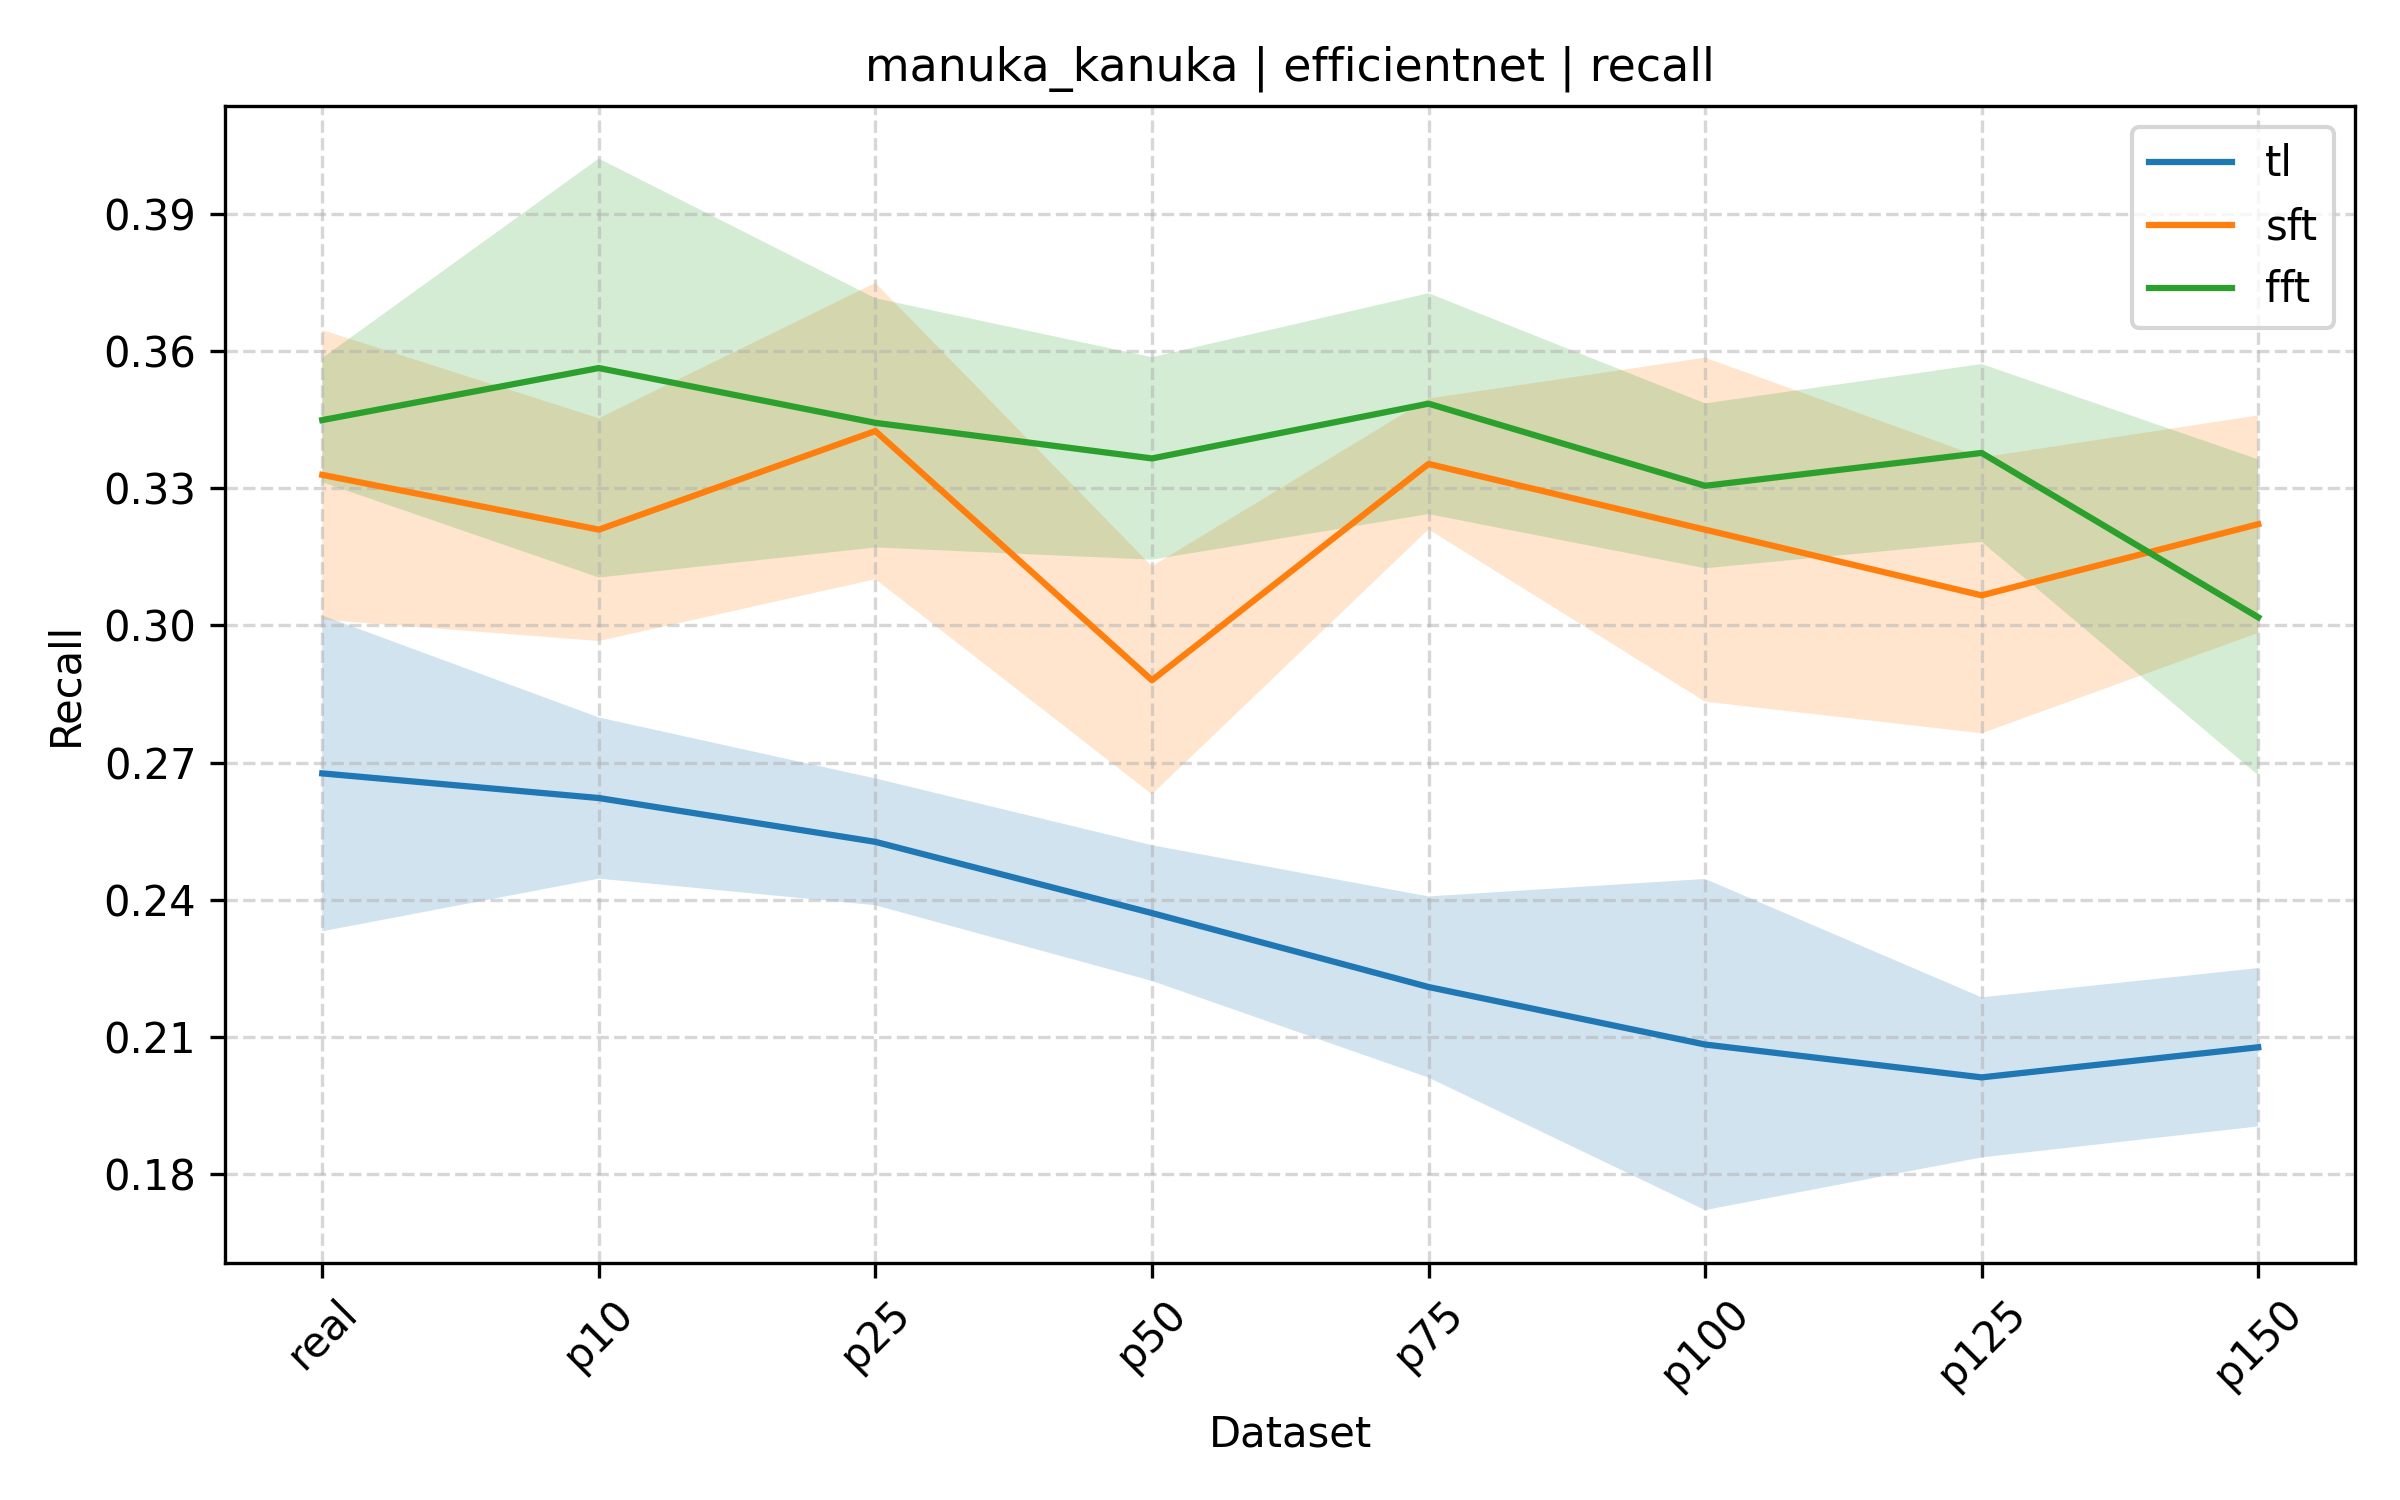 manuka_kanuka | efficientnet | recall
tl
sft
fft
0.39
0.36
0.33
0.30
0.27
0.24
0.21
0.18
Recall
real
p10
p25
p50
p75
p100
p125
p150
Dataset